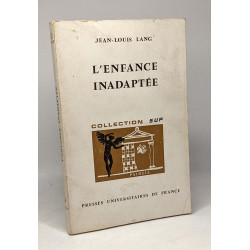 JEAN-LOUIS LANG
L'ENFANCE
INADAPTÉE
COLLECTION SUP
PRESSES UNIVERSITAIRES DE FRANCE